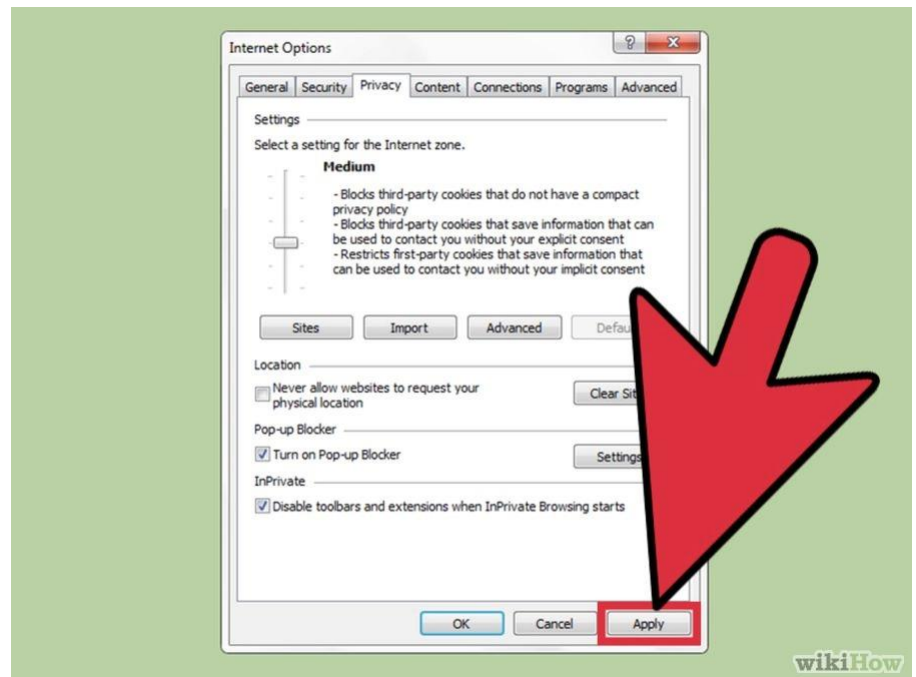 Internet Options
General Security Privacy Content Connections Programs Advanced
Settings
Select a setting for the Internet zone.
Medium
- Blocks third-party cookies that do not have a compact
privacy policy
- Blocks third-party cookies that save information that can
be used to contact you without your explicit consent
- Restricts first-party cookies that save information that
can be used to contact you without your implicit consent
Sites Import Advanced
Location
Never allow websites to request your
physical location
Clear
Pop-up Blocker
Turn on Pop-up Blocker
Settings
InPrivate
Disable toolbars and extensions when InPrivate Browsing starts
OK Cancel Apply
wikiHow